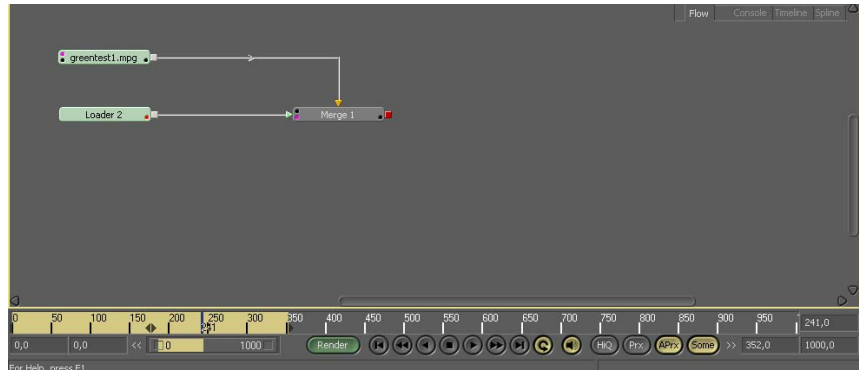 Flow Console Timeline Spline
greentest1.mpg
Loader 2
Merge 1
0 50 100 150 200 250 300 350 400 450 500 550 600 650 700 750 800 850 900 950
241
241,0
0,0 0,0 << 0 1000 Render HiQ Prx APrx Some >> 352,0 1000,0
For Help, press F1